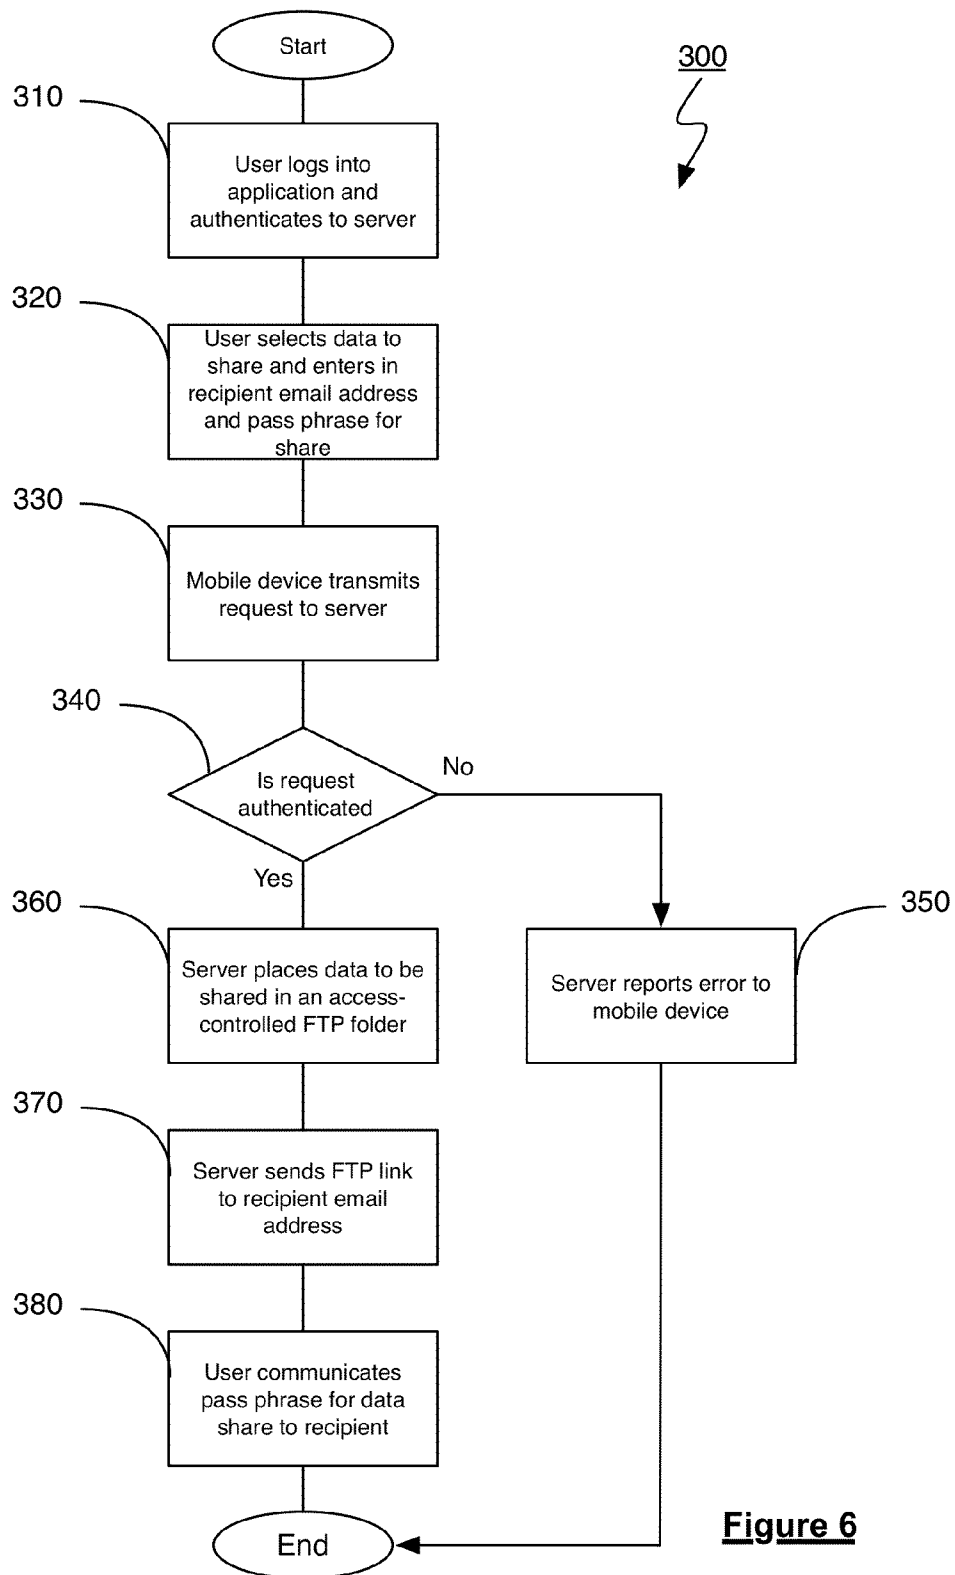 Start
300
310
User logs into
application and
authenticates to server
320
User selects data to
share and enters in
recipient email address
and pass phrase for
share
330
Mobile device transmits
request to server
340
Is request
authenticated
No
Yes
360
Server places data to be
shared in an access-
controlled FTP folder
350
Server reports error to
mobile device
370
Server sends FTP link
to recipient email
address
380
User communicates
pass phrase for data
share to recipient
End
Figure 6